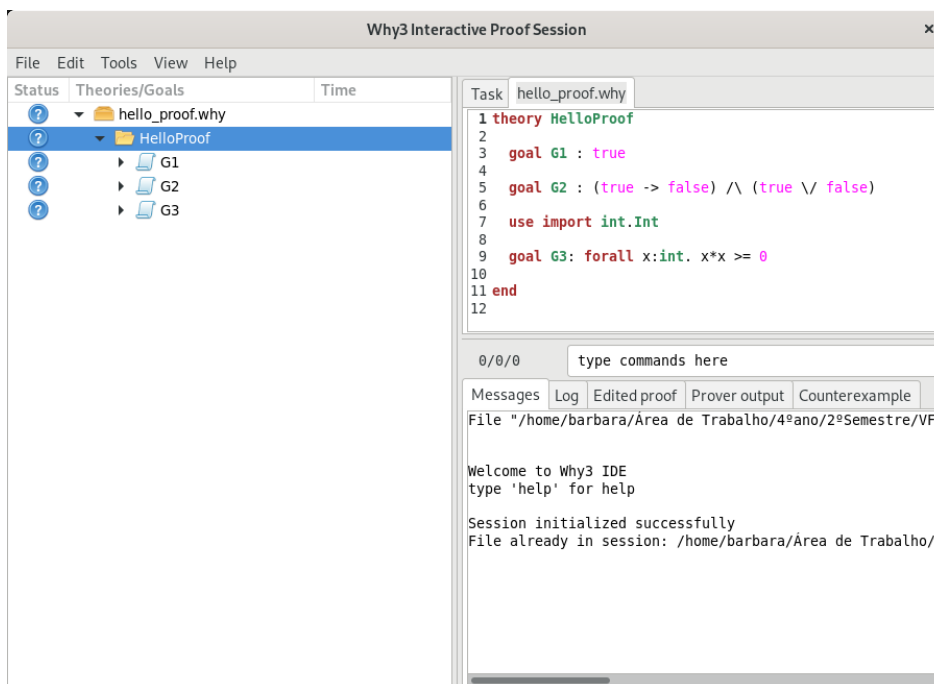 Why3 Interactive Proof Session ×
File Edit Tools View Help
Status Theories/Goals Time
hello_proof.why
HelloProof
G1
G2
G3
Task hello_proof.why
1 theory HelloProof
2
3 goal G1 : true
4
5 goal G2 : (true -> false) /\ (true \/ false)
6
7 use import int.Int
8
9 goal G3: forall x:int. x*x >= 0
10
11 end
12
0/0/0 type commands here
Messages Log Edited proof Prover output Counterexample
File "/home/barbara/Área de Trabalho/4ºano/2ºSemestre/VF
Welcome to Why3 IDE
type 'help' for help
Session initialized successfully
File already in session: /home/barbara/Área de Trabalho/